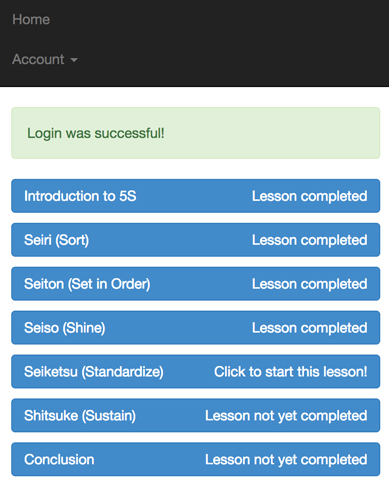 Home
Account
Login was successful!
Introduction to 5S Lesson completed
Seiri (Sort) Lesson completed
Seiton (Set in Order) Lesson completed
Seiso (Shine) Lesson completed
Seiketsu (Standardize) Click to start this lesson!
Shitsuke (Sustain) Lesson not yet completed
Conclusion Lesson not yet completed